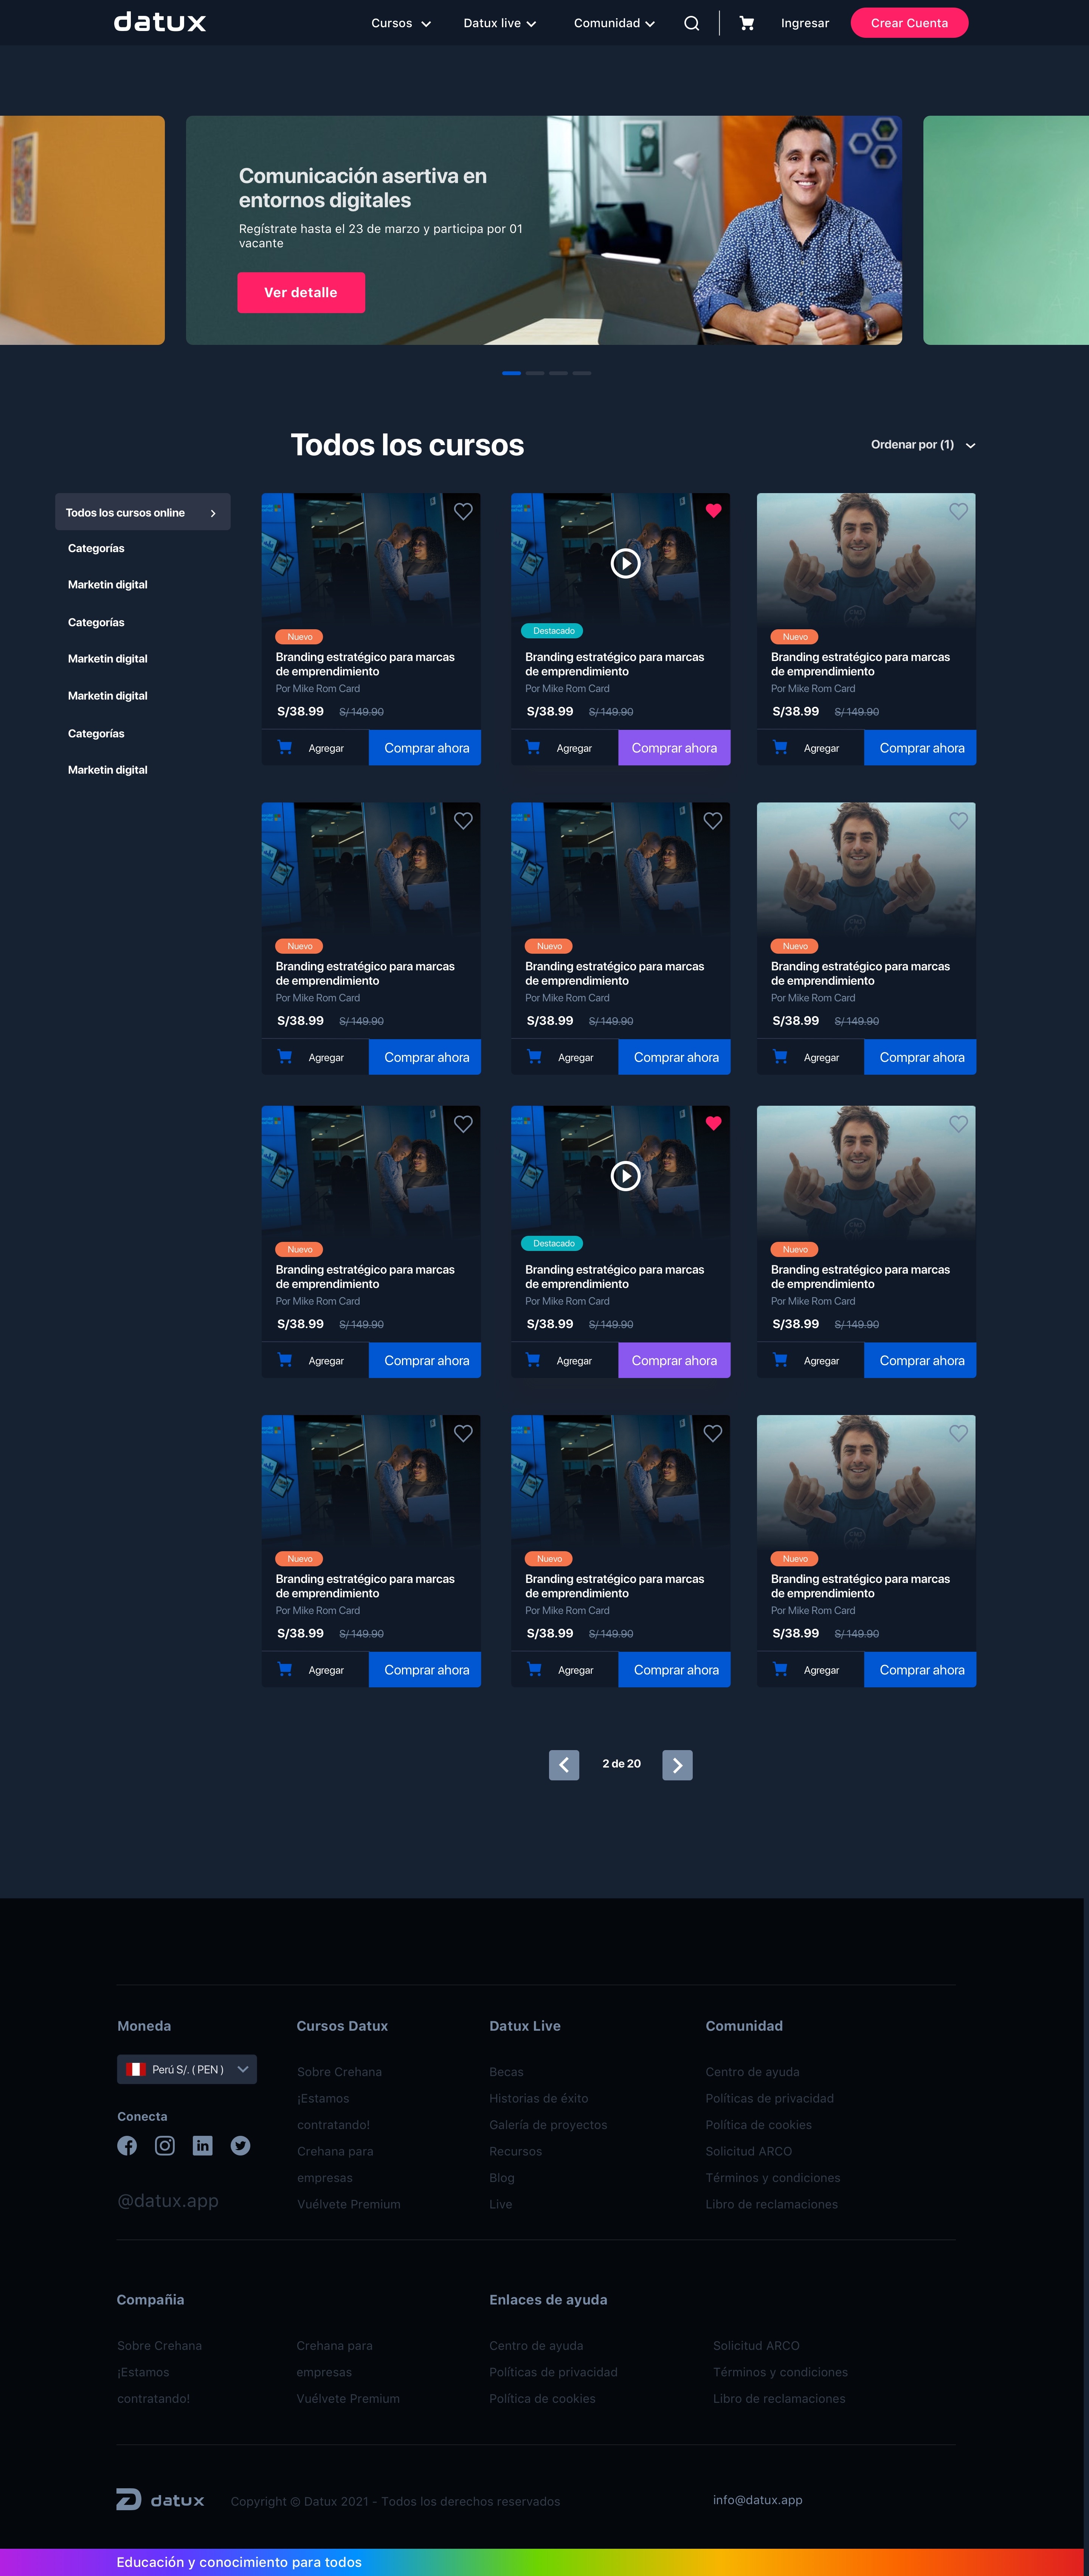 datux
Cursos
Datux live
Comunidad
Ingresar
Crear Cuenta
Comunicación asertiva en
entornos digitales
Regístrate hasta el 23 de marzo y participa por 01
vacante
Ver detalle
Todos los cursos
Ordenar por (1)
Todos los cursos online
Categorías
Marketin digital
Categorías
Marketin digital
Marketin digital
Categorías
Marketin digital
Nuevo
Branding estratégico para marcas
de emprendimiento
Por Mike Rom Card
S/38.99 S/ 149.90
Agregar Comprar ahora
Destacado
Branding estratégico para marcas
de emprendimiento
Por Mike Rom Card
S/38.99 S/ 149.90
Agregar Comprar ahora
Nuevo
Branding estratégico para marcas
de emprendimiento
Por Mike Rom Card
S/38.99 S/ 149.90
Agregar Comprar ahora
Nuevo
Branding estratégico para marcas
de emprendimiento
Por Mike Rom Card
S/38.99 S/ 149.90
Agregar Comprar ahora
Nuevo
Branding estratégico para marcas
de emprendimiento
Por Mike Rom Card
S/38.99 S/ 149.90
Agregar Comprar ahora
Nuevo
Branding estratégico para marcas
de emprendimiento
Por Mike Rom Card
S/38.99 S/ 149.90
Agregar Comprar ahora
Nuevo
Branding estratégico para marcas
de emprendimiento
Por Mike Rom Card
S/38.99 S/ 149.90
Agregar Comprar ahora
Destacado
Branding estratégico para marcas
de emprendimiento
Por Mike Rom Card
S/38.99 S/ 149.90
Agregar Comprar ahora
Nuevo
Branding estratégico para marcas
de emprendimiento
Por Mike Rom Card
S/38.99 S/ 149.90
Agregar Comprar ahora
Nuevo
Branding estratégico para marcas
de emprendimiento
Por Mike Rom Card
S/38.99 S/ 149.90
Agregar Comprar ahora
Nuevo
Branding estratégico para marcas
de emprendimiento
Por Mike Rom Card
S/38.99 S/ 149.90
Agregar Comprar ahora
Nuevo
Branding estratégico para marcas
de emprendimiento
Por Mike Rom Card
S/38.99 S/ 149.90
Agregar Comprar ahora
2 de 20
Moneda
Perú S/. ( PEN )
Conecta
@datux.app
Cursos Datux
Sobre Crehana
¡Estamos
contratando!
Crehana para
empresas
Vuélvete Premium
Datux Live
Becas
Historias de éxito
Galería de proyectos
Recursos
Blog
Live
Comunidad
Centro de ayuda
Políticas de privacidad
Política de cookies
Solicitud ARCO
Términos y condiciones
Libro de reclamaciones
Compañia
Sobre Crehana
¡Estamos
contratando!
Crehana para
empresas
Vuélvete Premium
Enlaces de ayuda
Centro de ayuda
Políticas de privacidad
Política de cookies
Solicitud ARCO
Términos y condiciones
Libro de reclamaciones
datux
Copyright © Datux 2021 - Todos los derechos reservados
info@datux.app
Educación y conocimiento para todos